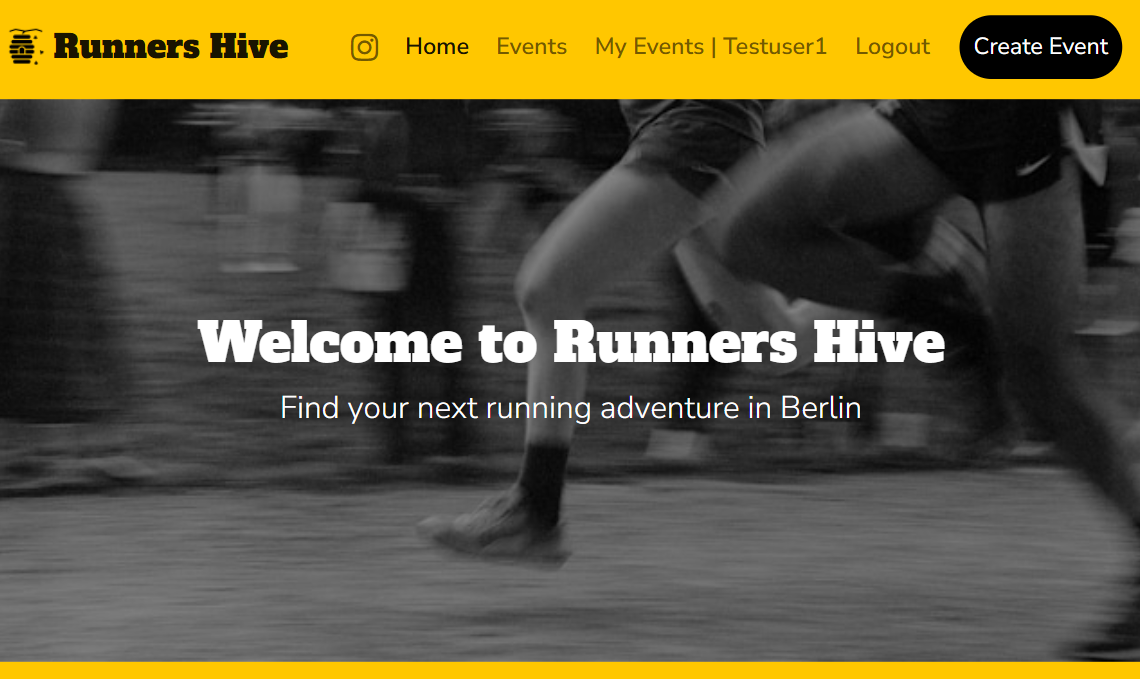 Runners Hive Home Events My Events | Testuser1 Logout Create Event
Welcome to Runners Hive
Find your next running adventure in Berlin